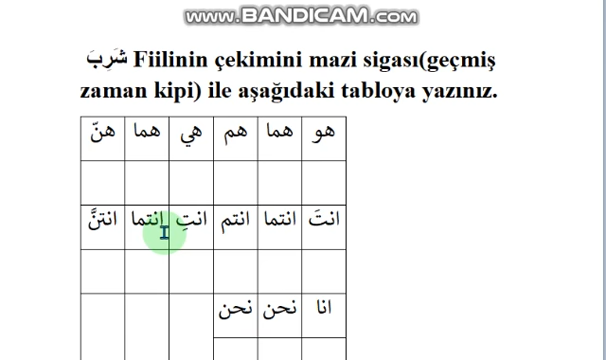 www.BANDICAM.com
شَرِبَ Fiilinin çekimini mazi sigası(geçmiş
zaman kipi) ile aşağıdaki tabloya yazınız.
هو هما هم هي هما هنّ
انتَ انتما انتم انتِ انتما انتنَّ
انا نحن نحن